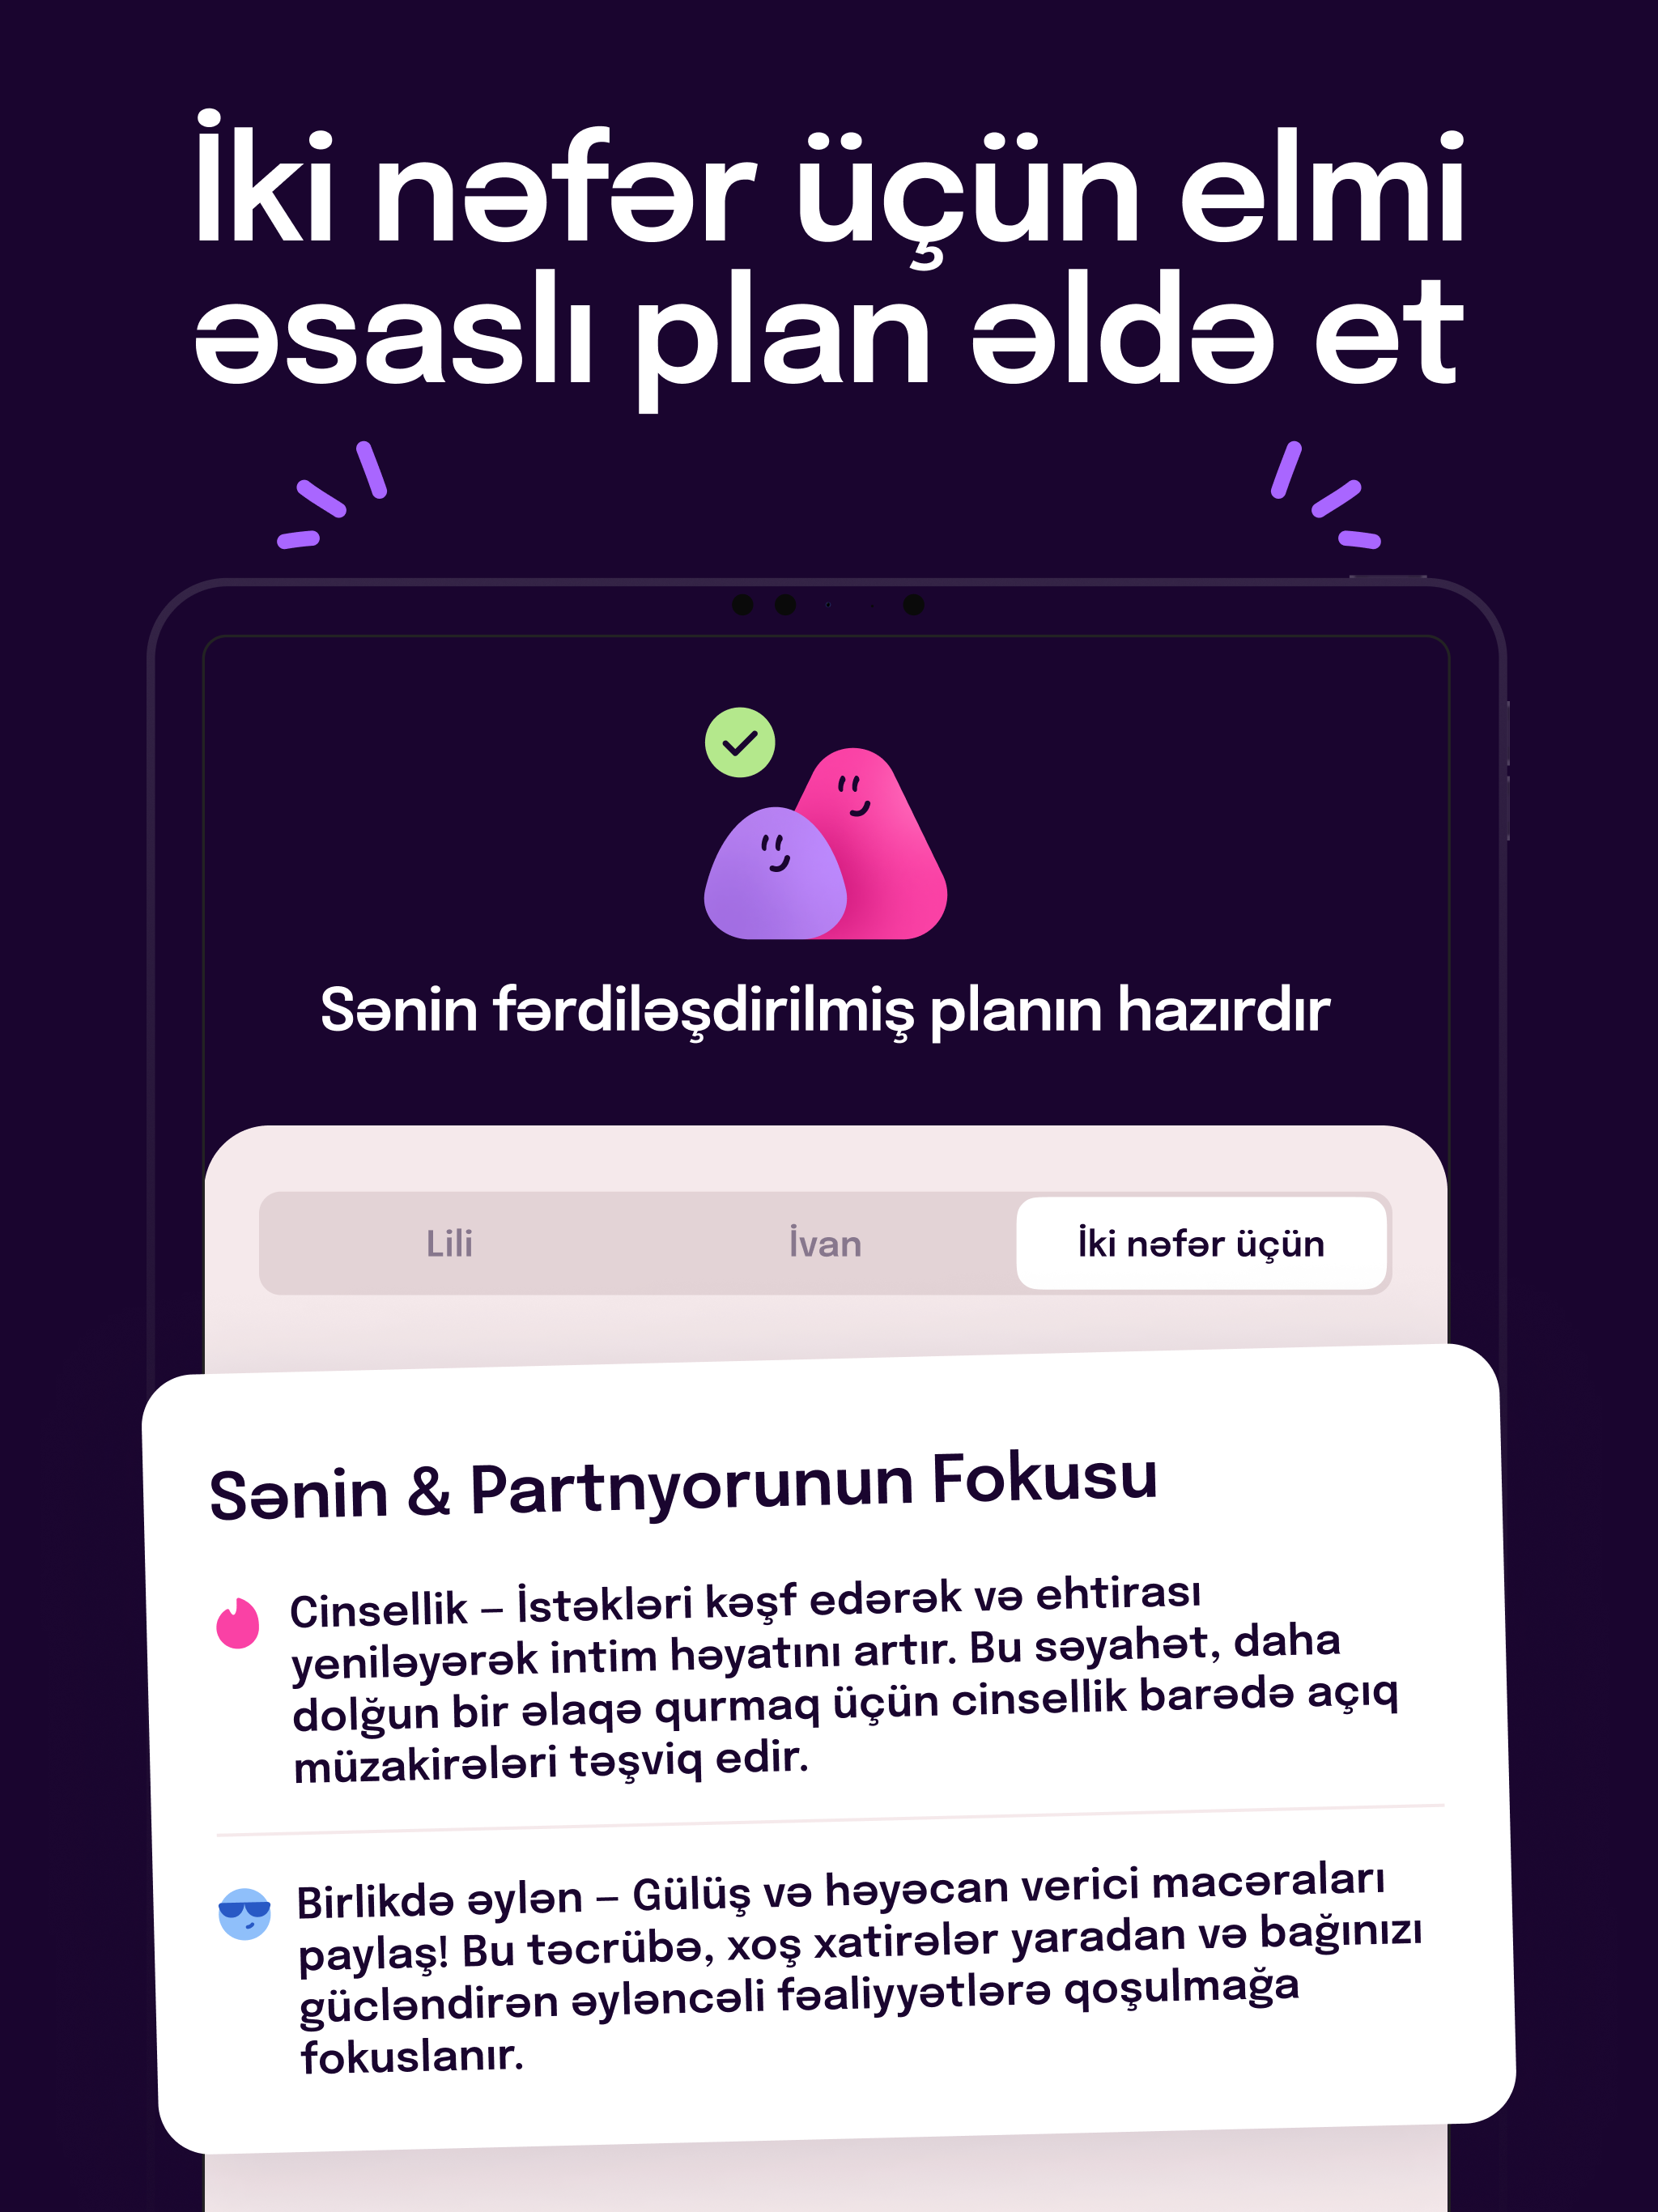 İki nəfər üçün elmi
əsaslı plan əldə et
Sənin fərdiləşdirilmiş planın hazırdır
Lili
İvan
İki nəfər üçün
Sənin & Partnyorunun Fokusu
Cinsellik – İstəkləri kəşf edərək və ehtirası
yeniləyərək intim həyatını artır. Bu səyahət, daha
dolğun bir əlaqə qurmaq üçün cinsellik barədə açıq
müzakirələri təşviq edir.
Birlikdə əylən – Gülüş və həyəcan verici macəraları
paylaş! Bu təcrübə, xoş xatirələr yaradan və bağınızı
gücləndirən əyləncəli fəaliyyətlərə qoşulmağa
fokuslanır.